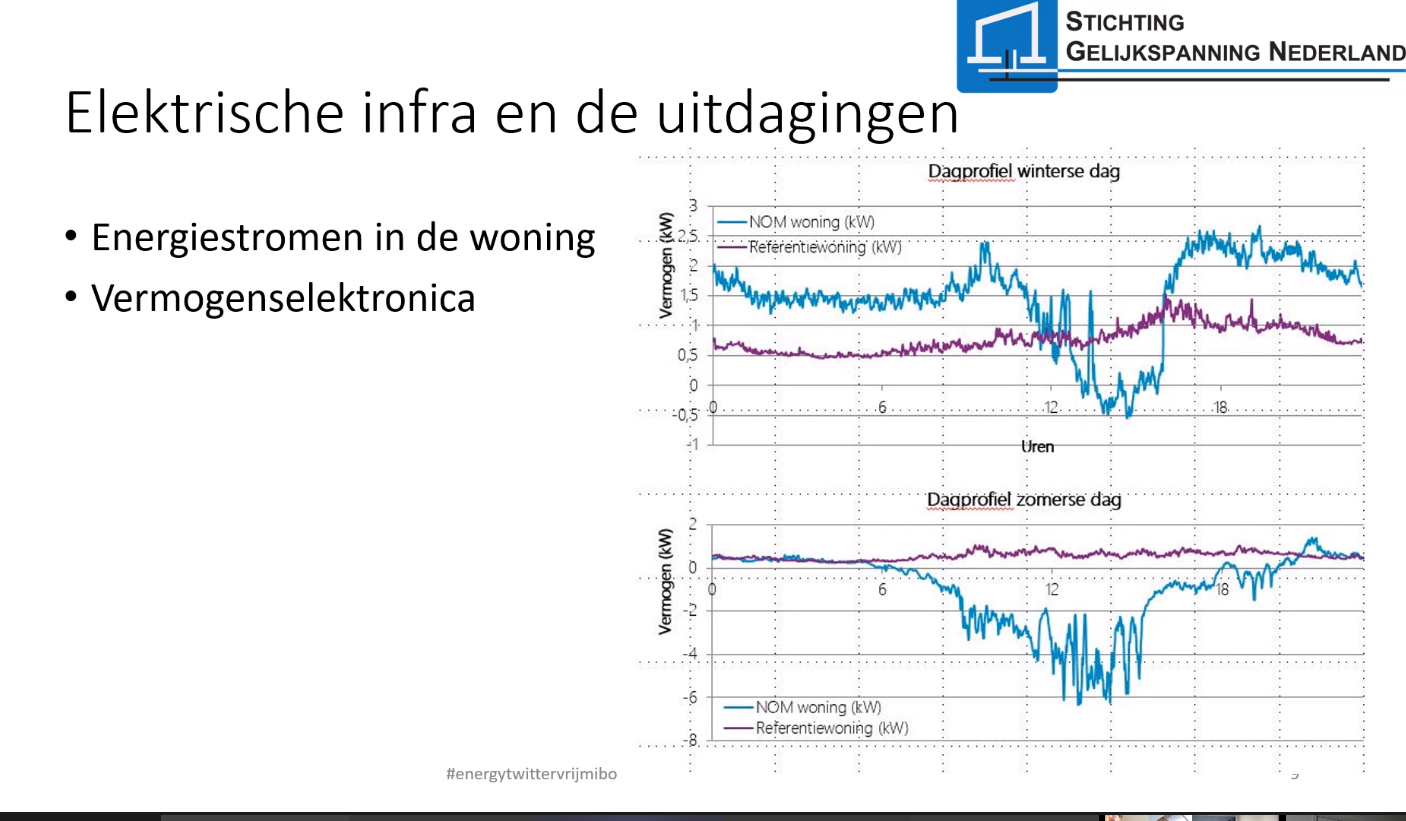 STICHTING
GELIJKSPANNING NEDERLAND
Elektrische infra en de uitdagingen
• Energiestromen in de woning
• Vermogenselektronica
Dagprofiel winterse dag
Vermogen (kW)
3
2,5
2
1,5
1
0,5
0
-0,5
-1
NOM woning (kW)
Referentiewoning (kW)
0 6 12 18
Uren
Dagprofiel zomerse dag
Vermogen (kW)
2
0
-2
-4
-6
-8
0 6 12 18
NOM woning (kW)
Referentiewoning (kW)
#energytwittervrijmibo